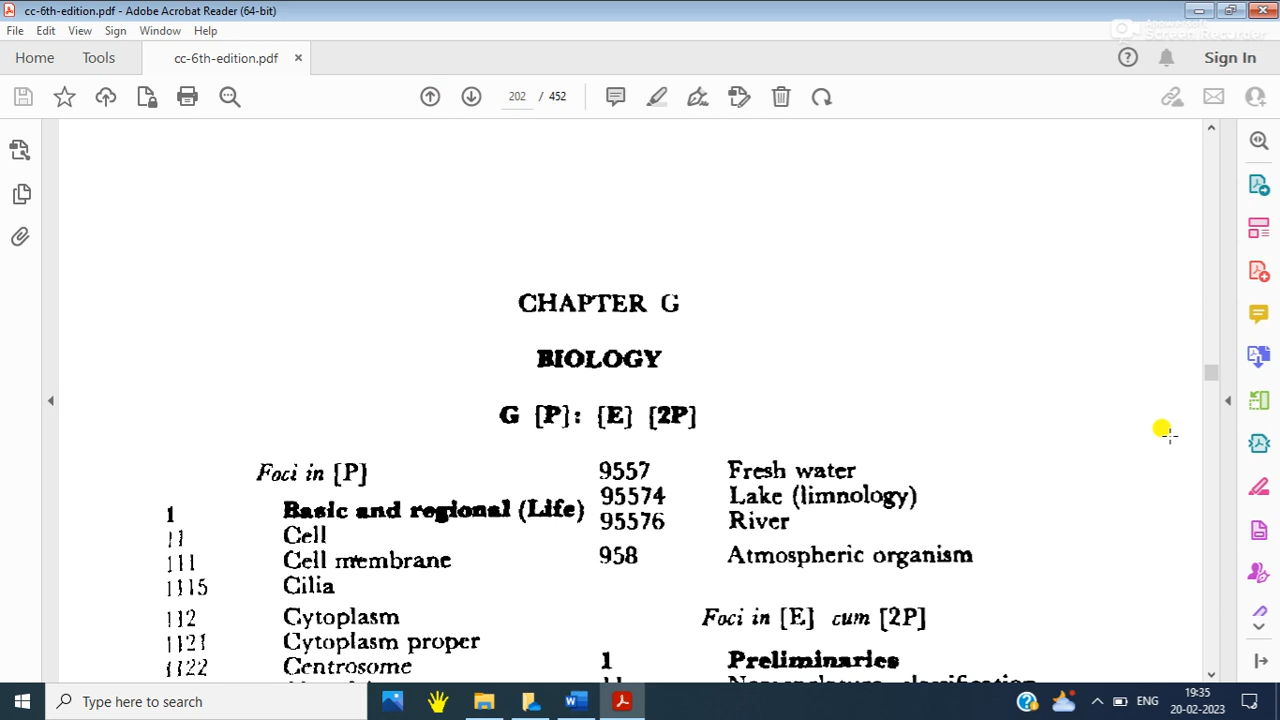 cc-6th-edition.pdf - Adobe Acrobat Reader (64-bit)
File Edit View Sign Window Help
Screen Recorder
Home Tools cc-6th-edition.pdf Sign In
202 / 452
CHAPTER G
BIOLOGY
G [P]: [E] [2P]
Foci in [P]
1 Basic and regional (Life)
11 Cell
111 Cell membrane
1115 Cilia
112 Cytoplasm
1121 Cytoplasm proper
1122 Centrosome
9557 Fresh water
95574 Lake (limnology)
95576 River
958 Atmospheric organism
Foci in [E] cum [2P]
1 Preliminaries
Type here to search
ENG
19:35
20-02-2023